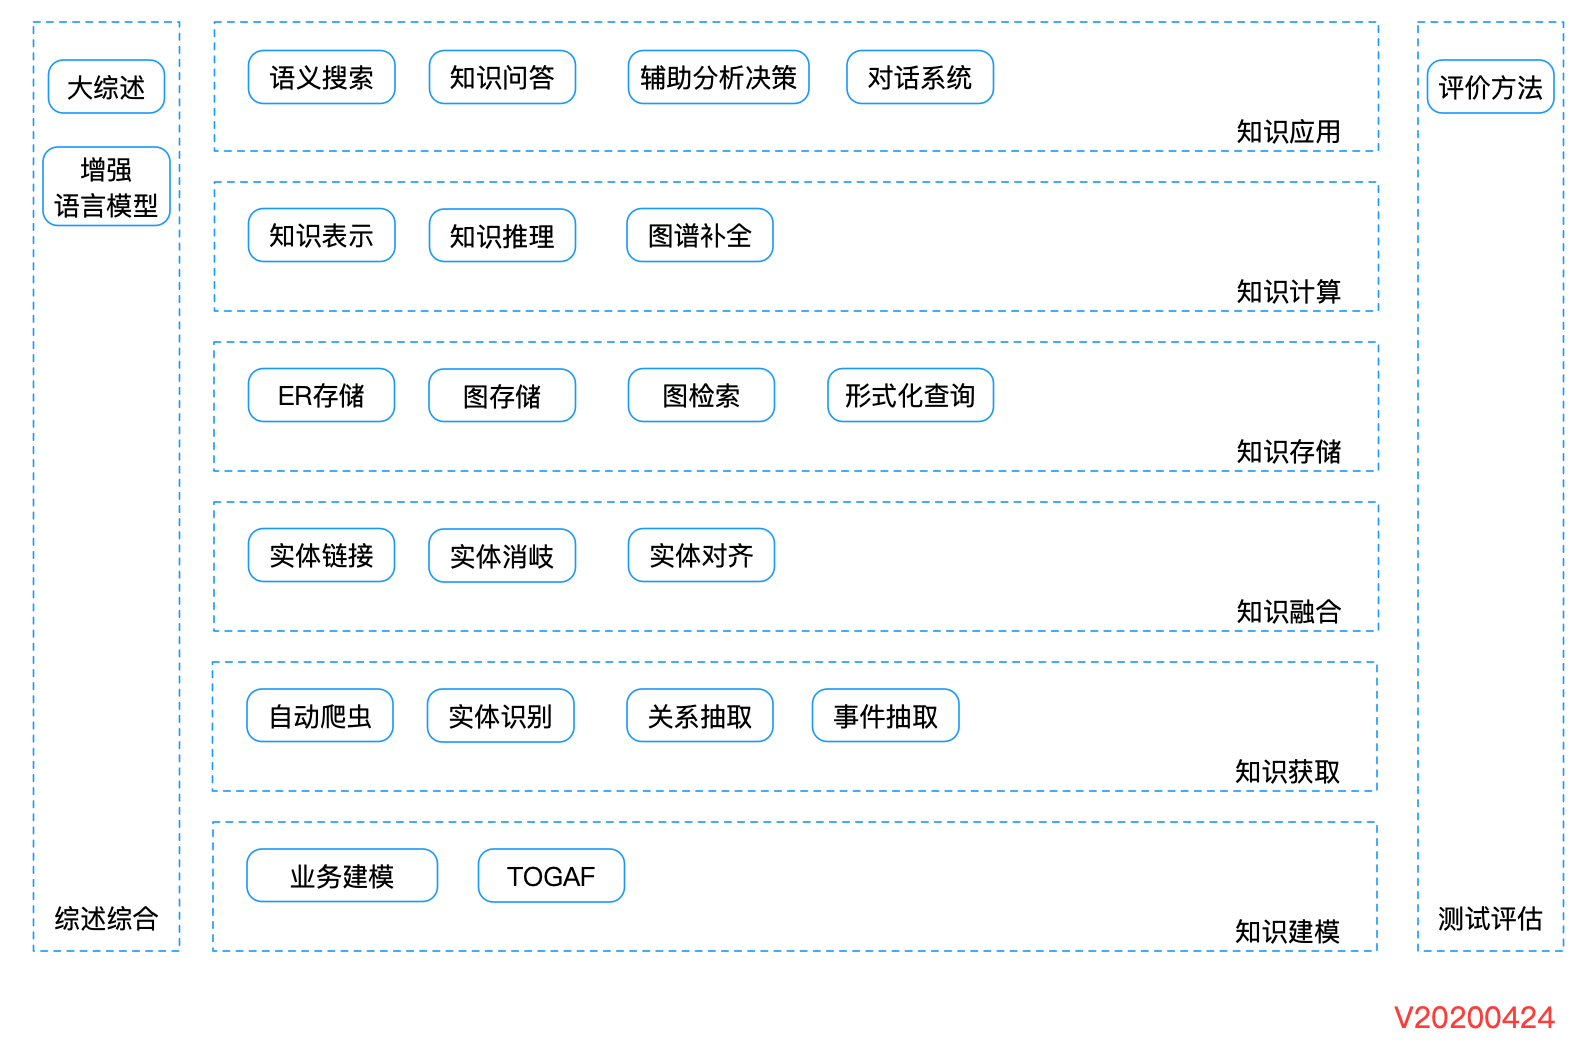 大综述
增强
语言模型
综述综合
语义搜索
知识问答
辅助分析决策
对话系统
知识应用
知识表示
知识推理
图谱补全
知识计算
ER存储
图存储
图检索
形式化查询
知识存储
实体链接
实体消岐
实体对齐
知识融合
自动爬虫
实体识别
关系抽取
事件抽取
知识获取
业务建模
TOGAF
知识建模
评价方法
测试评估
V20200424